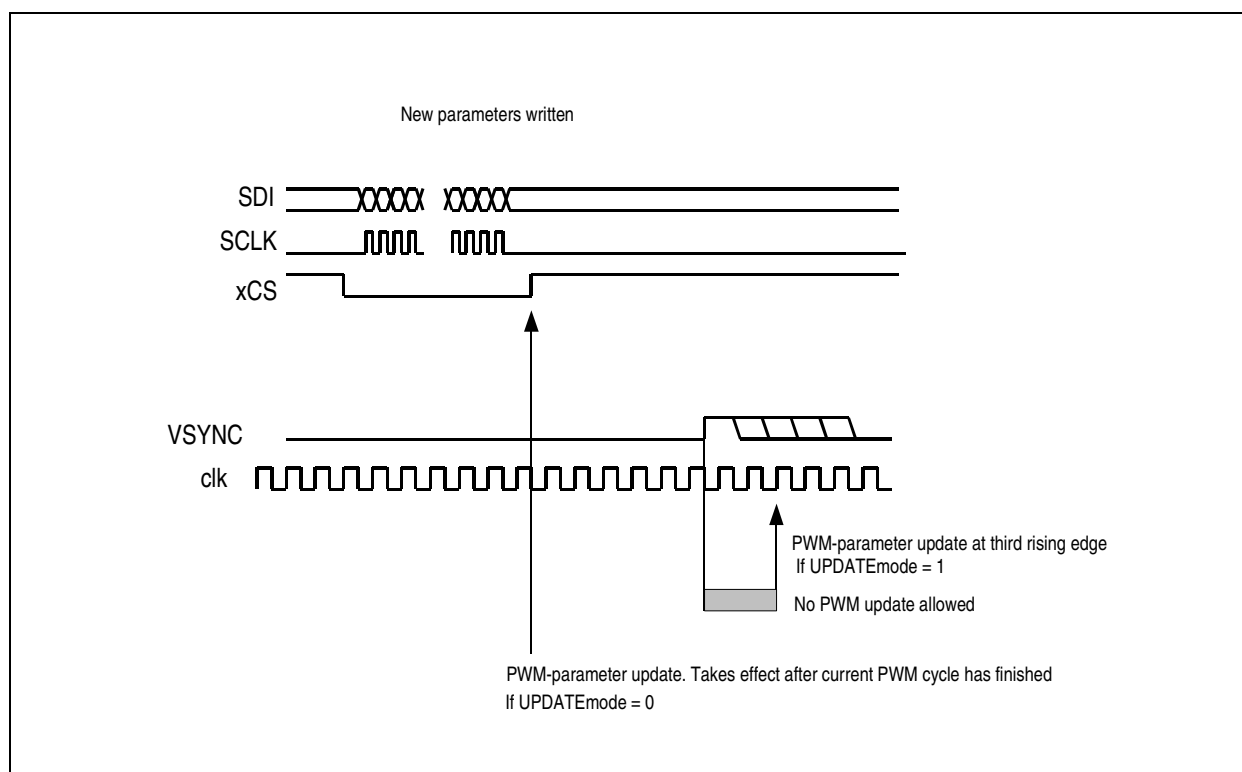 New parameters written
SDI
SCLK
xCS
VSYNC
clk
PWM-parameter update at third rising edge
If UPDATEmode = 1
No PWM update allowed
PWM-parameter update. Takes effect after current PWM cycle has finished
If UPDATEmode = 0